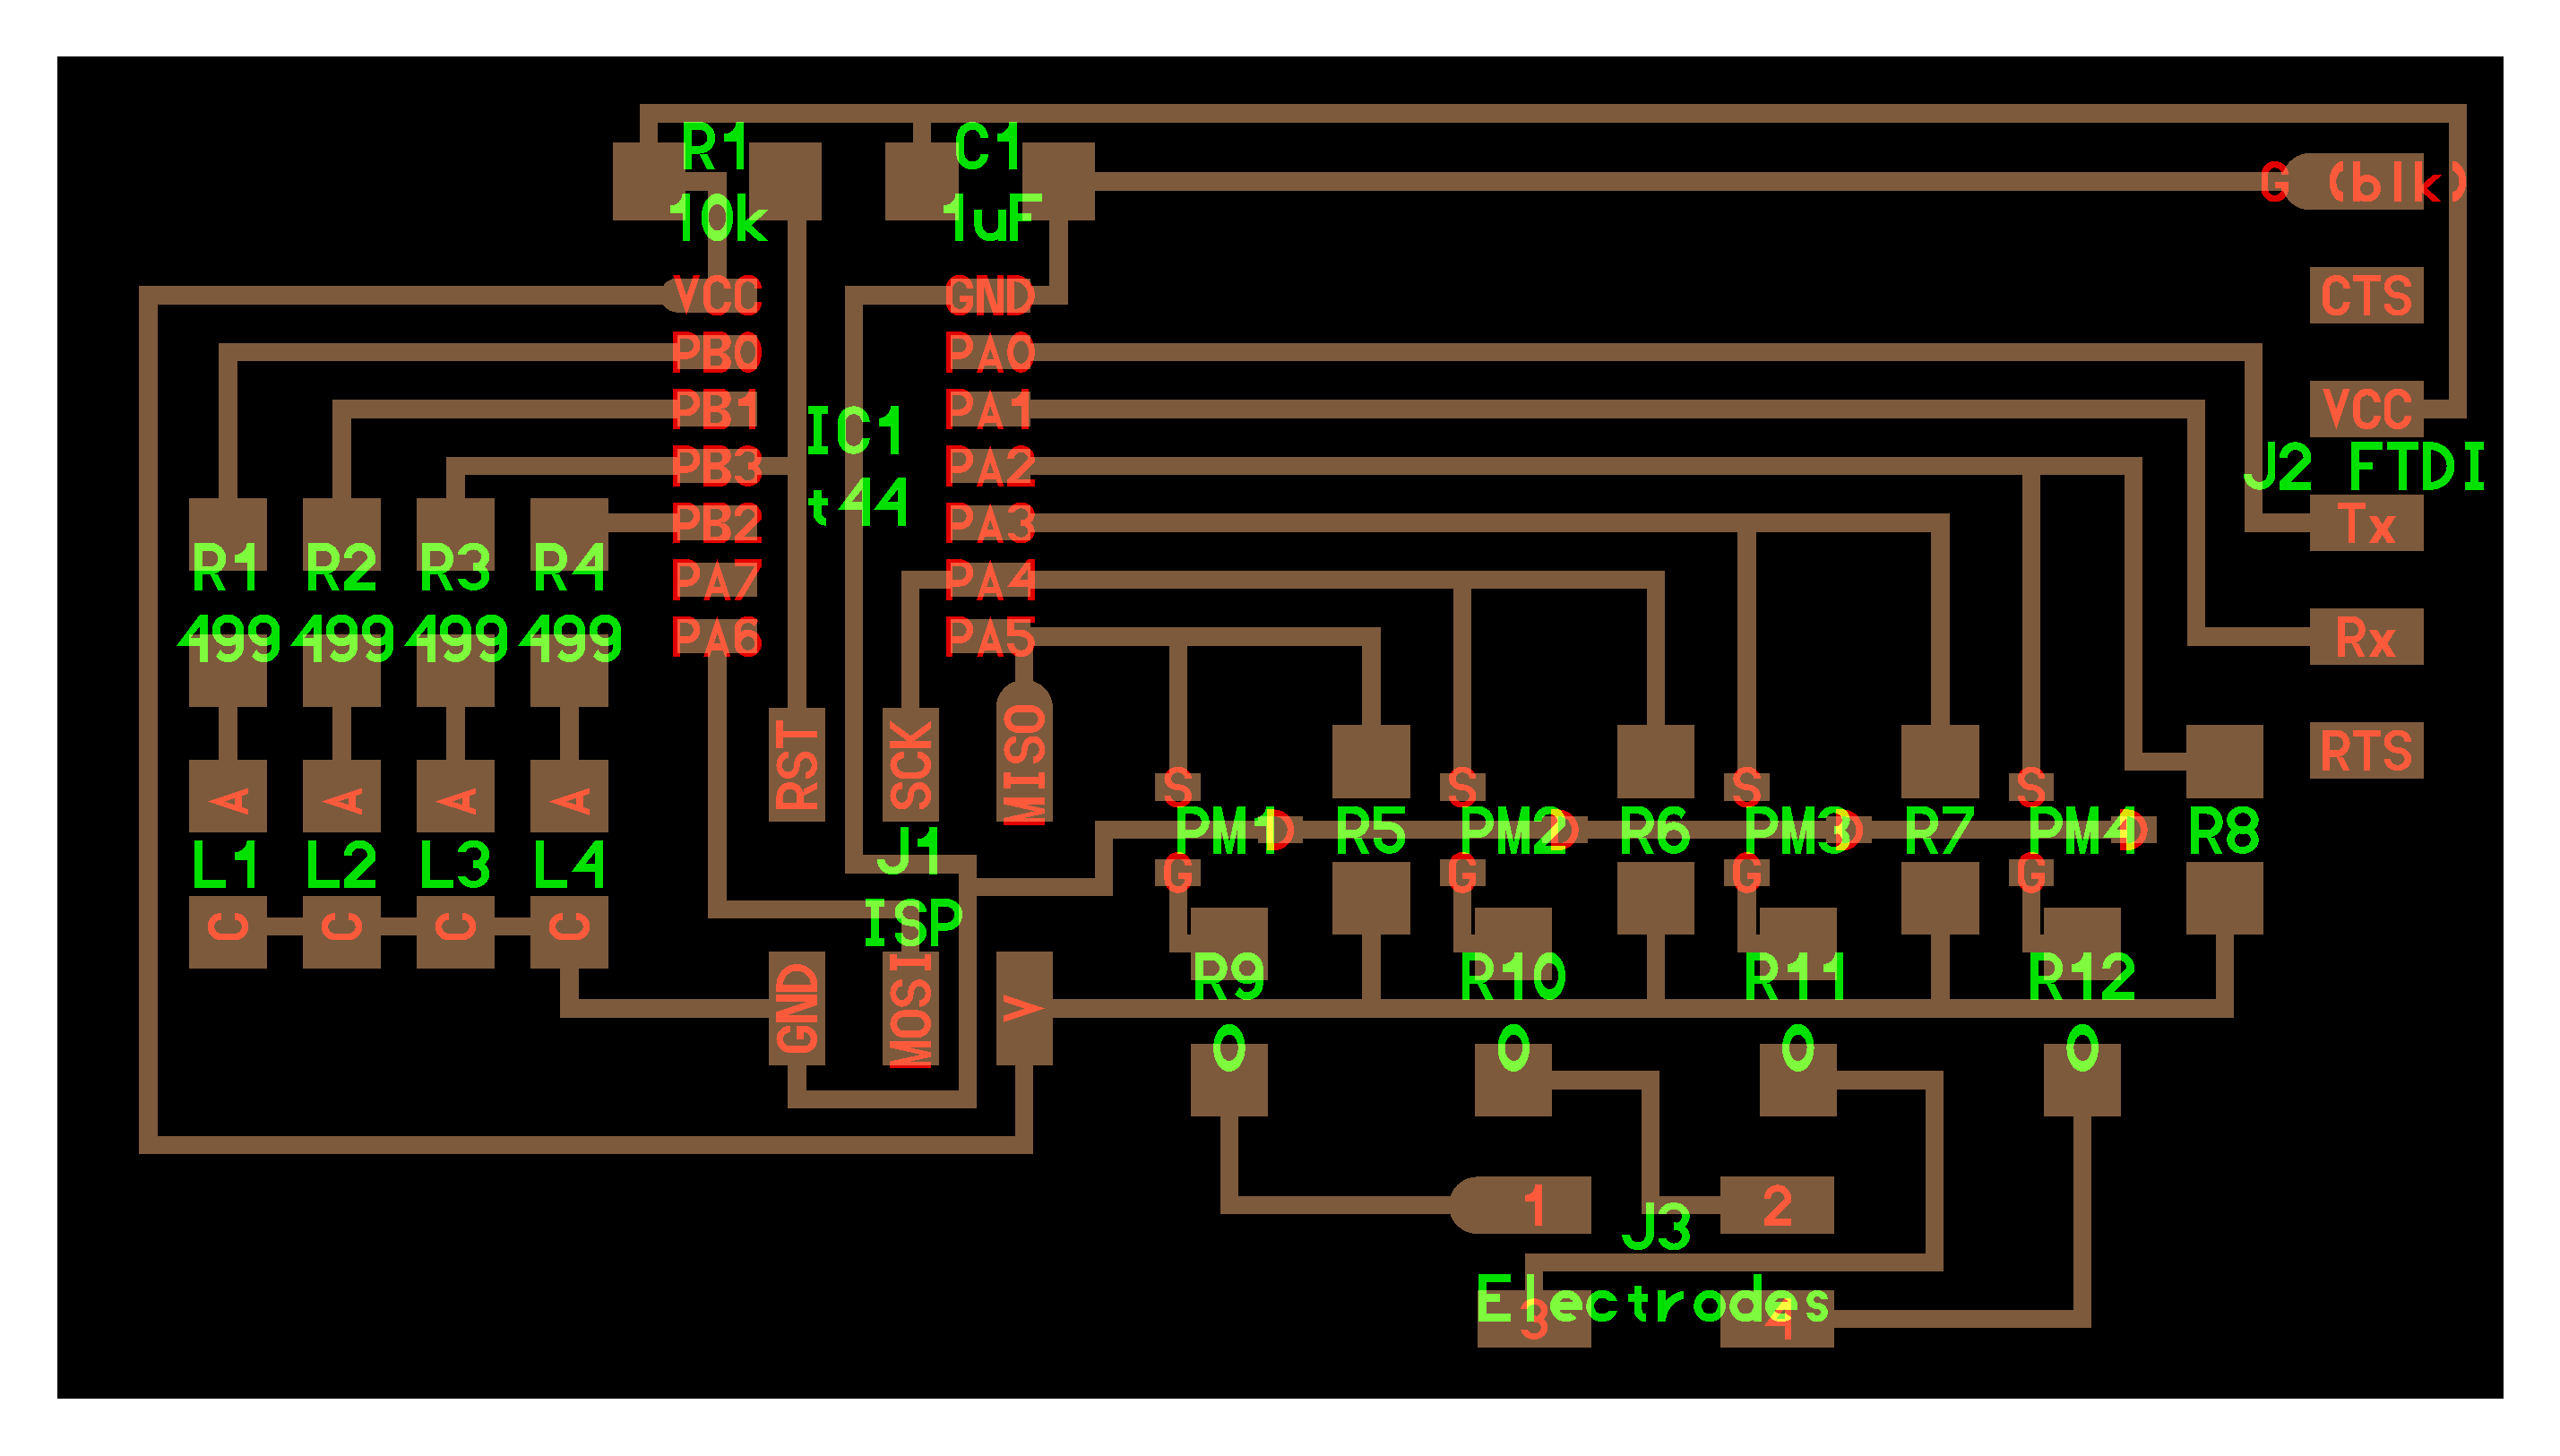 R1
10k
C1
1uF
G (blk)
CTS
VCC
J2 FTDI
Tx
Rx
RTS
VCC
PB0
PB1
PB3
PB2
PA7
PA6
IC1
t44
GND
PA0
PA1
PA2
PA3
PA4
PA5
R1 R2 R3 R4
499 499 499 499
A A A A
L1 L2 L3 L4
C C C C
RST SCK MISO
J1
ISP
GND MOSI V
S S S S
PM1 D R5 PM2 D R6 PM3 D R7 PM4 D R8
G G G G
R9 R10 R11 R12
0 0 0 0
1 2
J3
Electrodes
3 4